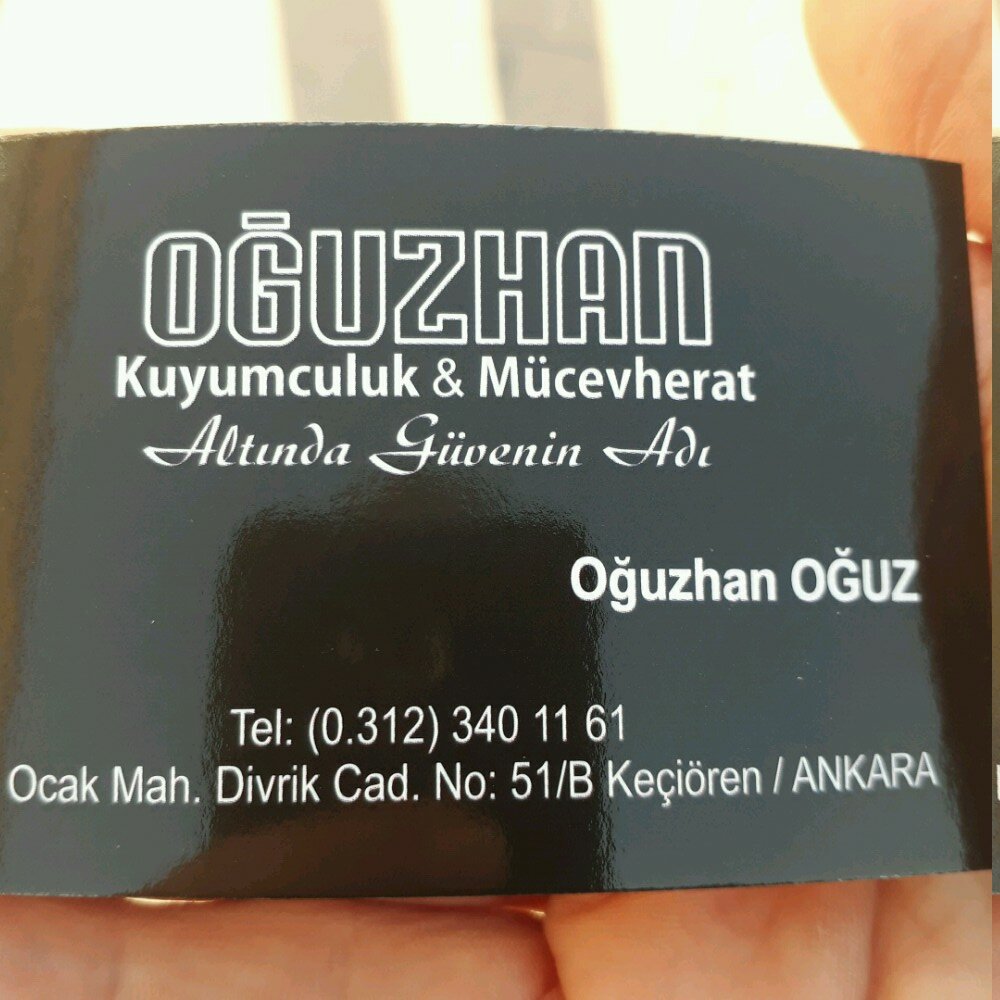 OĞUZHAN
Kuyumculuk & Mücevherat
Altında Güvenin Adı
Oğuzhan OĞUZ
Tel: (0.312) 340 11 61
Ocak Mah. Divrik Cad. No: 51/B Keçiören / ANKARA